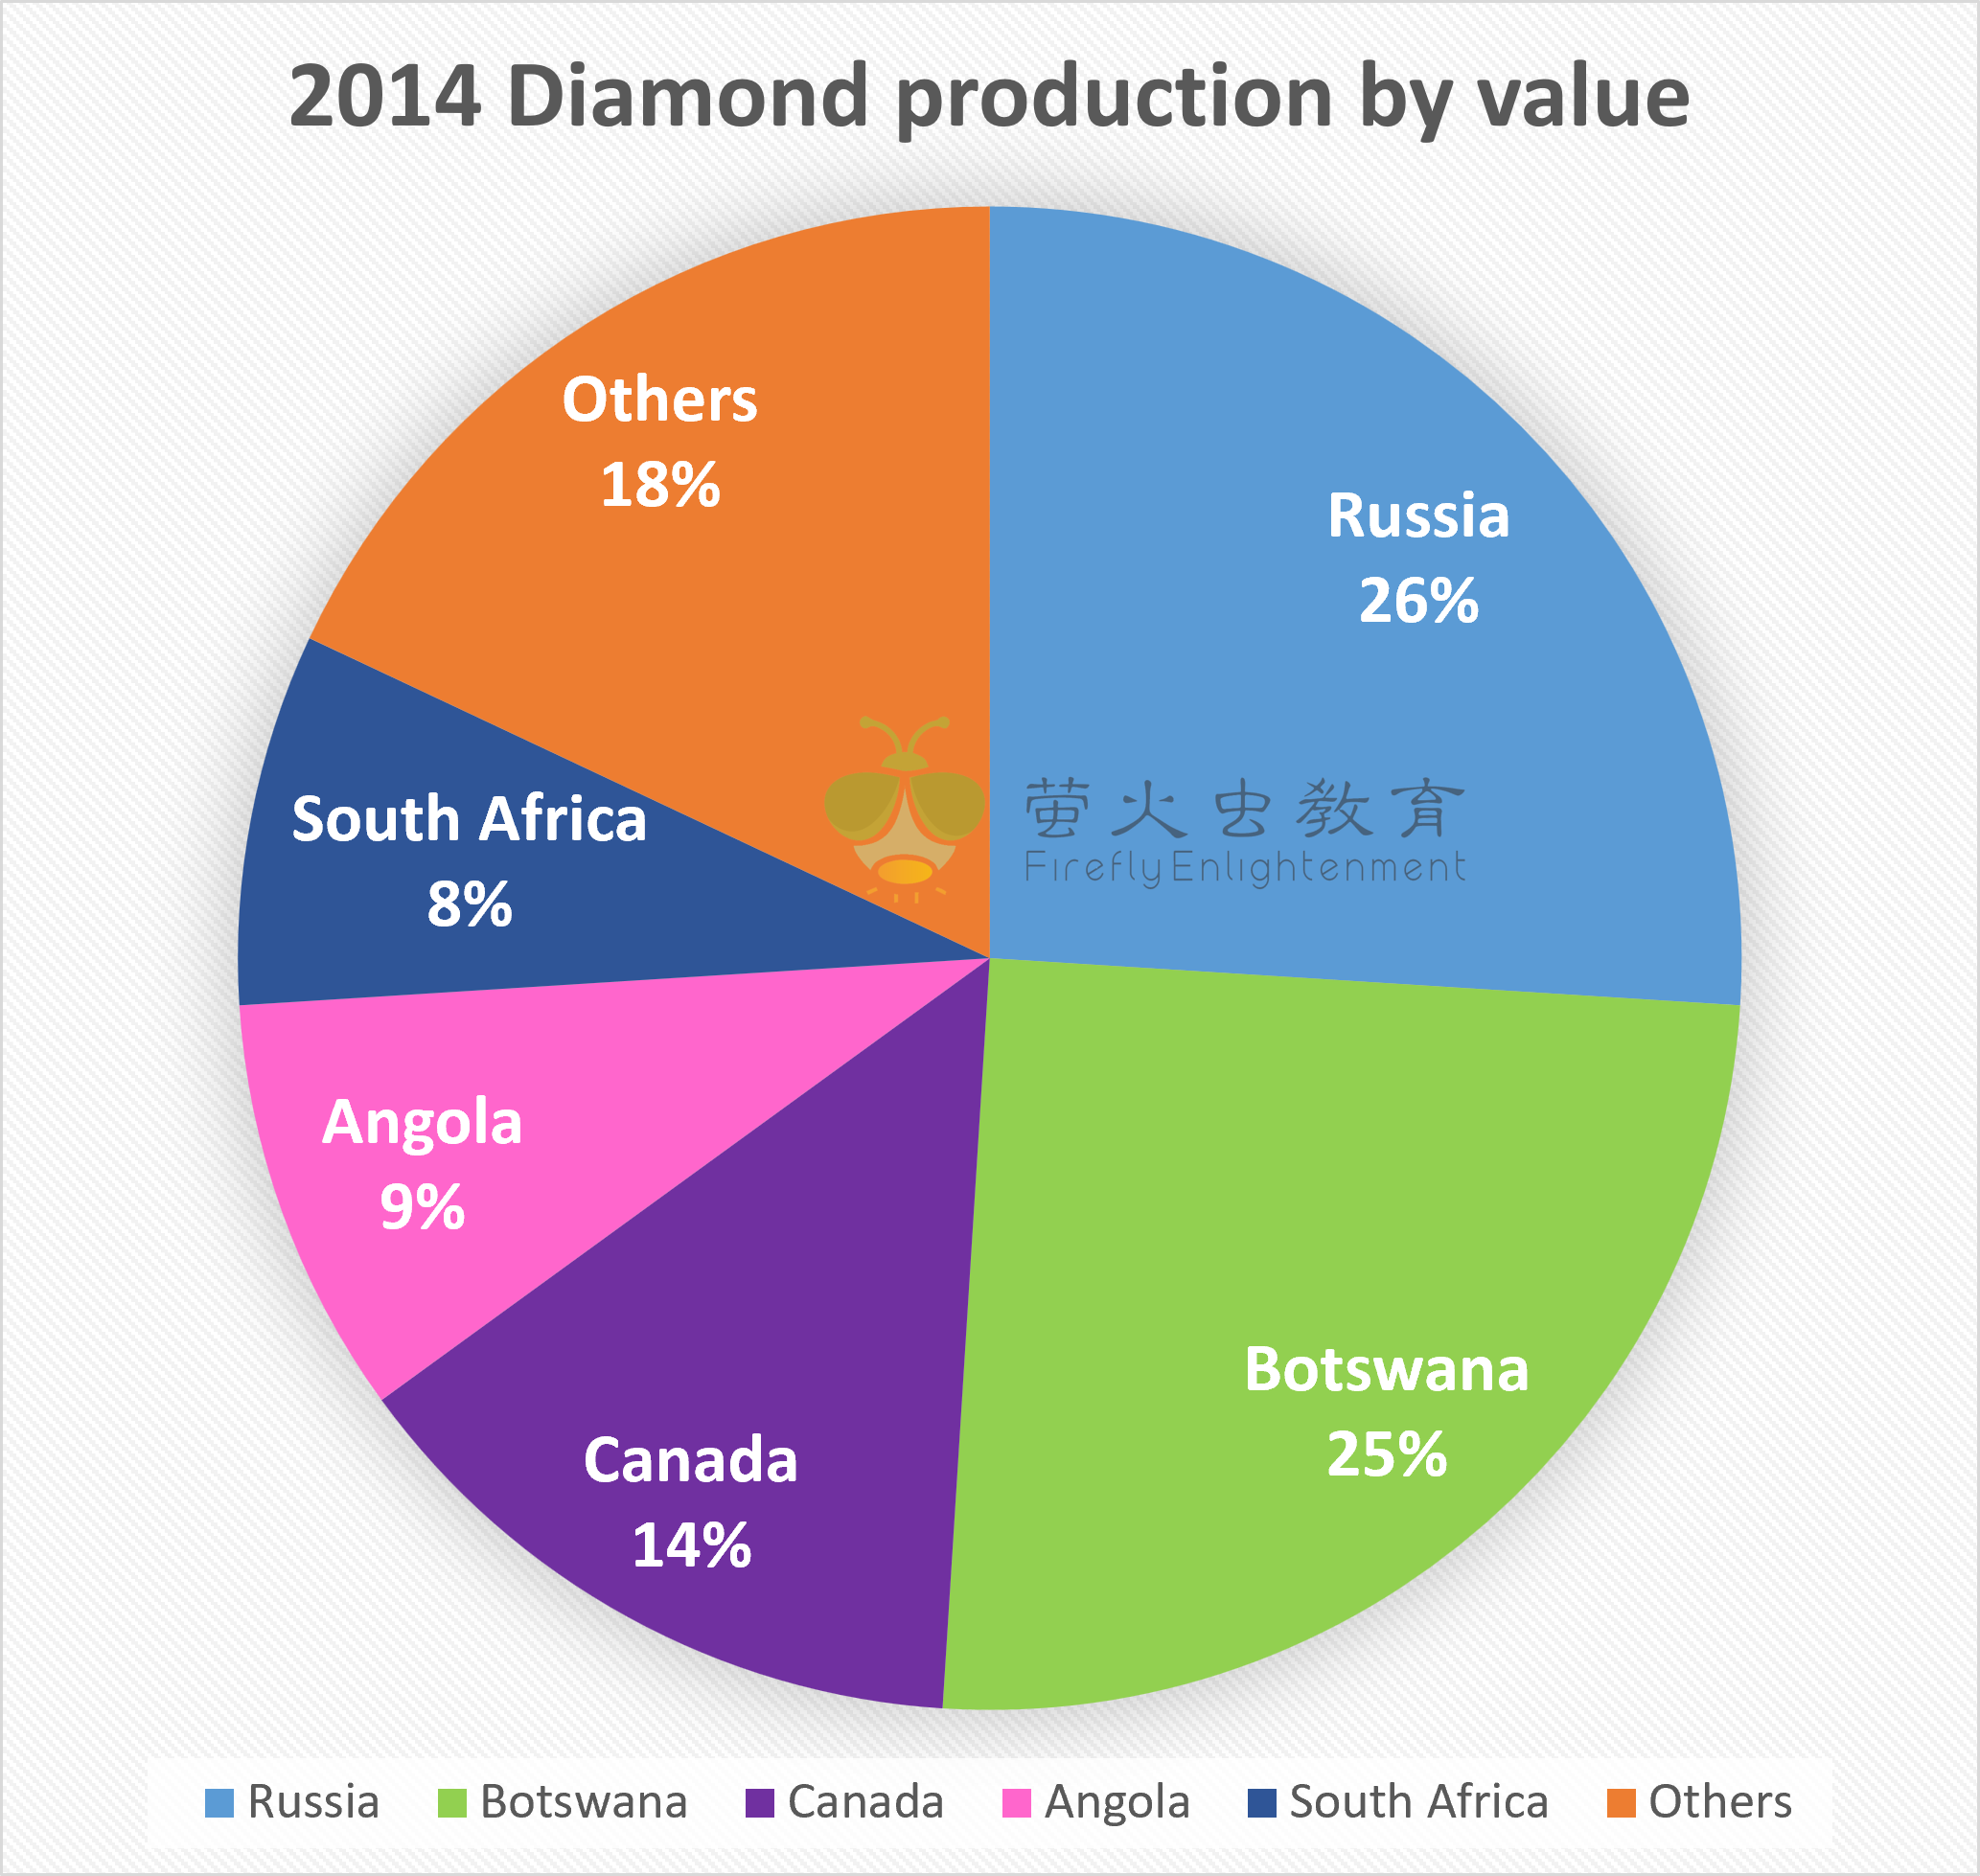 2014 Diamond production by value
Others
18%
Russia
26%
South Africa
8%
萤火虫教育
Firefly Enlightenment
Angola
9%
Botswana
25%
Canada
14%
Russia Botswana Canada Angola South Africa Others